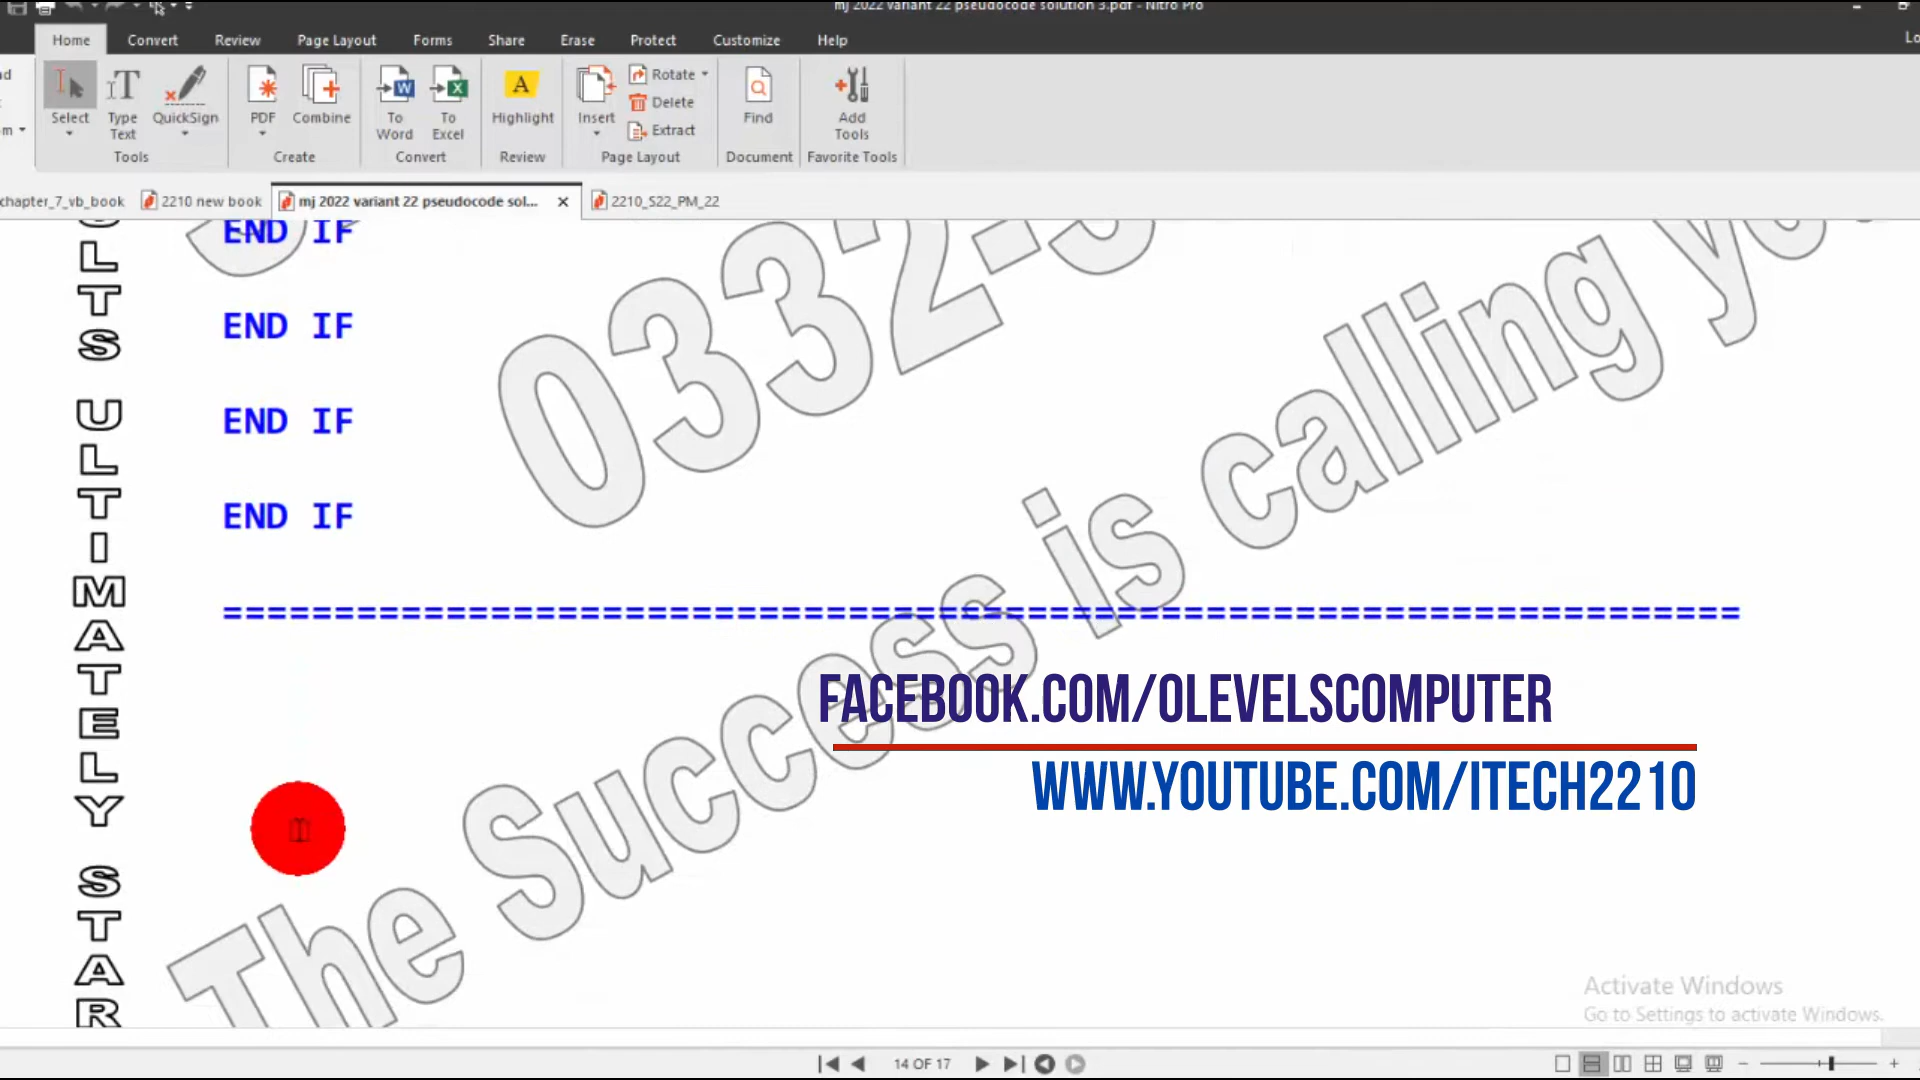 mj 2022 variant 22 pseudocode solution 3.pdf - Nitro Pro
Home Convert Review Page Layout Forms Share Erase Protect Customize Help
Select Type Text QuickSign PDF Combine To Word To Excel Highlight Insert Rotate Delete Extract Find Add Tools
Tools Create Convert Review Page Layout Document Favorite Tools
chapter_7_vb_book 2210 new book mj 2022 variant 22 pseudocode sol... 2210_S22_PM_22
END IF
END IF
END IF
END IF
================================================================================
LTS ULTIMATELY STAR
0332-
The Success is calling yo
FACEBOOK.COM/OLEVELSCOMPUTER
WWW.YOUTUBE.COM/ITECH2210
Activate Windows
Go to Settings to activate Windows.
14 OF 17